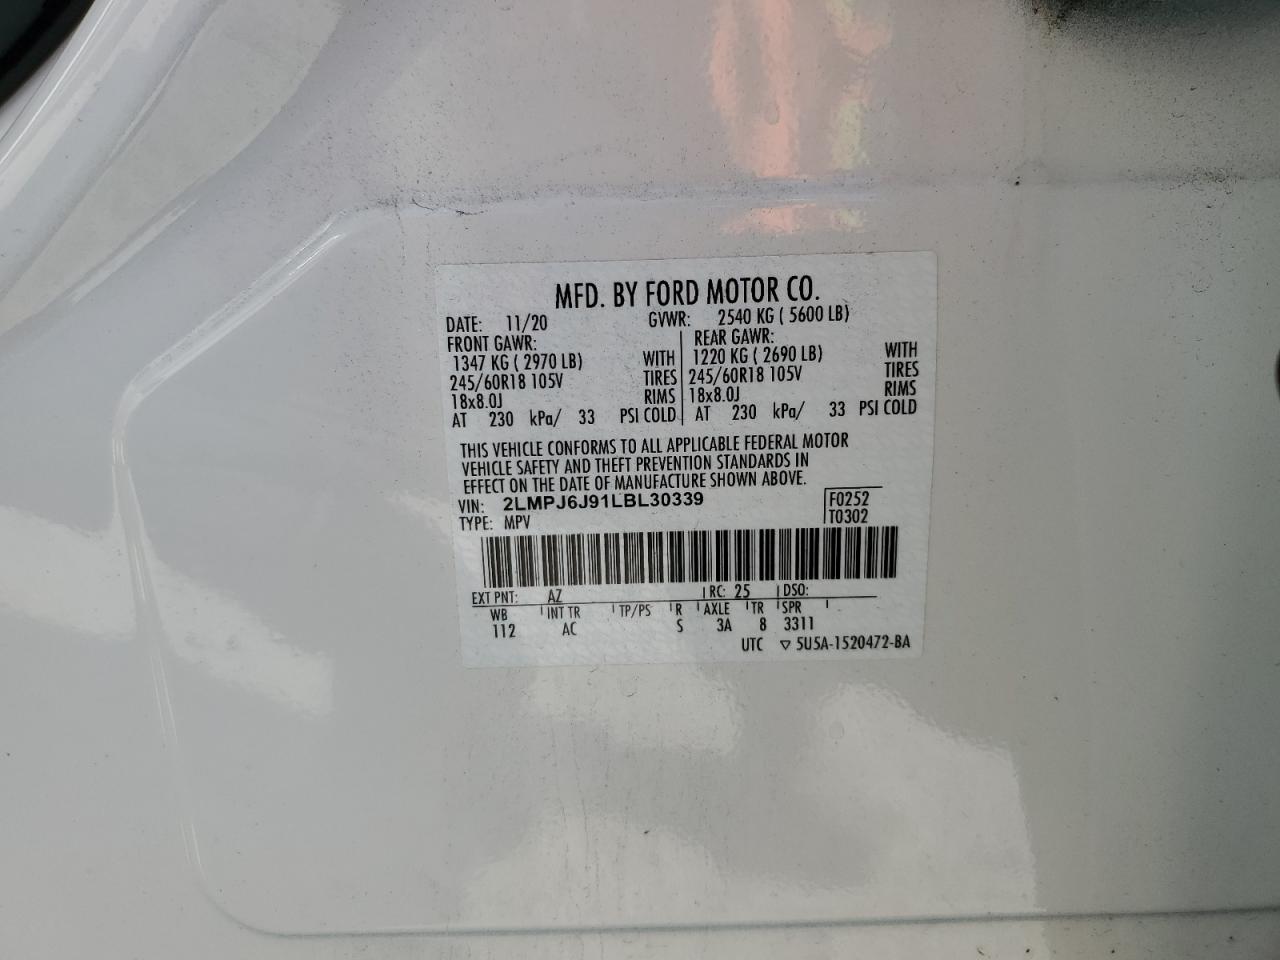 MFD. BY FORD MOTOR CO.
DATE: 11/20 GVWR: 2540 KG ( 5600 LB)
FRONT GAWR: REAR GAWR:
1347 KG ( 2970 LB) WITH 1220 KG ( 2690 LB) WITH
245/60R18 105V TIRES 245/60R18 105V TIRES
18x8.0J RIMS 18x8.0J RIMS
AT 230 kPa/ 33 PSI COLD AT 230 kPa/ 33 PSI COLD
THIS VEHICLE CONFORMS TO ALL APPLICABLE FEDERAL MOTOR
VEHICLE SAFETY AND THEFT PREVENTION STANDARDS IN
EFFECT ON THE DATE OF MANUFACTURE SHOWN ABOVE.
VIN: 2LMPJ6J91LBL30339 F0252
TYPE: MPV T0302
EXT PNT: AZ RC: 25 DSO:
WB INT TR TP/PS R AXLE TR SPR
112 AC S 3A 8 3311
UTC ▽ 5U5A-1520472-BA